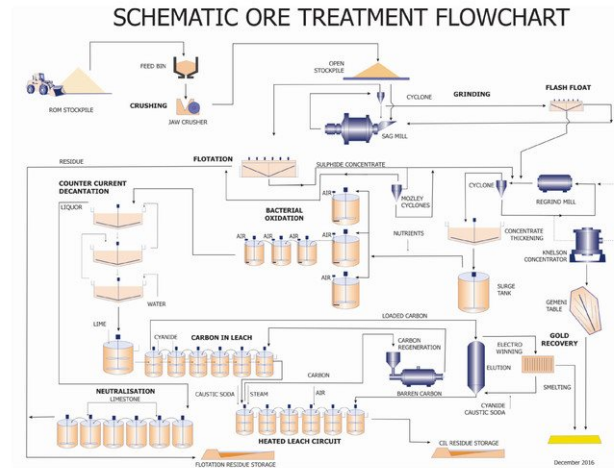 SCHEMATIC ORE TREATMENT FLOWCHART
FEED BIN
OPEN
STOCKPILE
CYCLONE
GRINDING
FLASH FLOAT
ROM STOCKPILE
CRUSHING
JAW CRUSHER
SAG MILL
RESIDUE
FLOTATION
SULPHIDE CONCENTRATE
COUNTER CURRENT
DECANTATION
LIQUOR
BACTERIAL
OXIDATION
AIR
AIR
AIR
AIR
AIR
AIR
AIR
MOZLEY
CYCLONES
NUTRIENTS
CYCLONE
REGRIND MILL
CONCENTRATE
THICKENING
KNELSON
CONCENTRATOR
WATER
SURGE
TANK
GEMENI
TABLE
LIME
LOADED CARBON
CYANIDE
CARBON IN LEACH
CARBON
REGENERATION
ELECTRO
WINNING
GOLD
RECOVERY
ELUTION
CARBON
BARREN CARBON
SMELTING
NEUTRALISATION
LIMESTONE
CAUSTIC SODA
STEAM
AIR
CYANIDE
CAUSTIC SODA
HEATED LEACH CIRCUIT
CIL RESIDUE STORAGE
FLOTATION RESIDUE STORAGE
December 2016